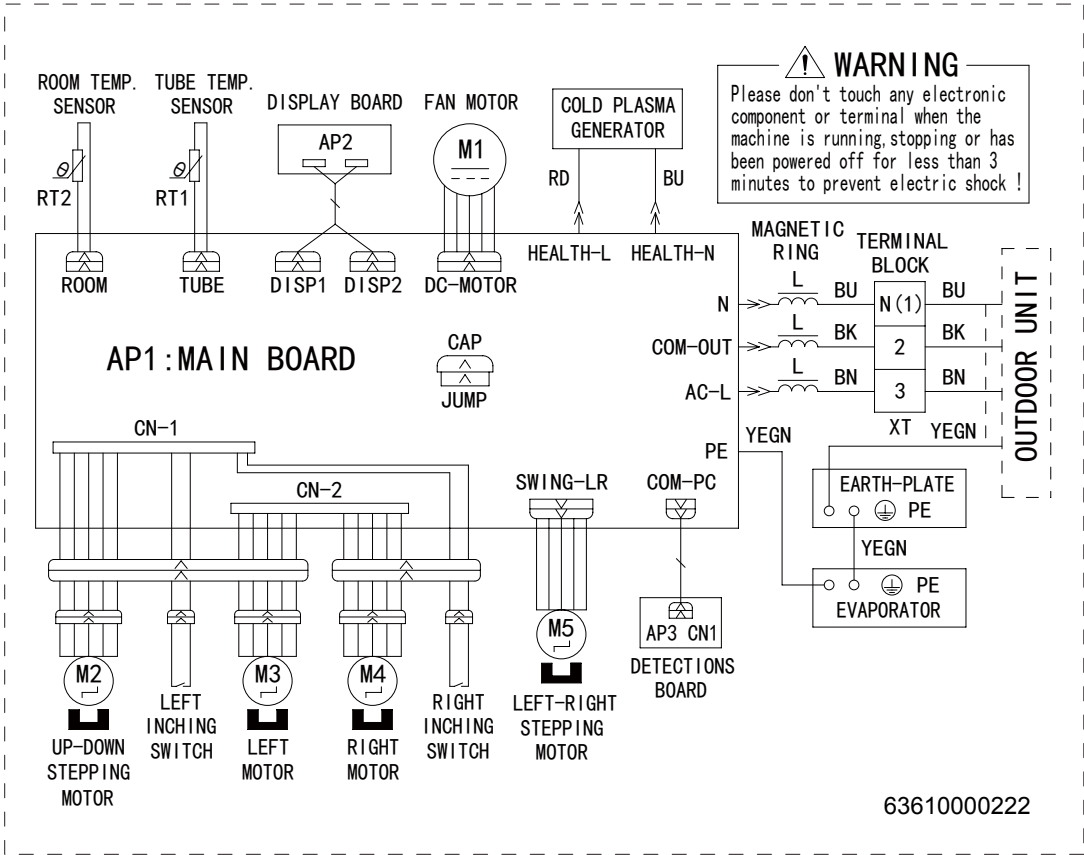 ROOM TEMP.
SENSOR
TUBE TEMP.
SENSOR
DISPLAY BOARD
FAN MOTOR
COLD PLASMA
GENERATOR
WARNING
Please don't touch any electronic
component or terminal when the
machine is running,stopping or has
been powered off for less than 3
minutes to prevent electric shock !
AP2
M1
θ
RT2
θ
RT1
RD
BU
ROOM
TUBE
DISP1
DISP2
DC-MOTOR
HEALTH-L
HEALTH-N
MAGNETIC
RING
TERMINAL
BLOCK
N
L
BU
N(1)
BU
COM-OUT
L
BK
2
BK
AC-L
L
BN
3
BN
XT
YEGN
OUTDOOR UNIT
PE
YEGN
AP1:MAIN BOARD
CAP
JUMP
CN-1
CN-2
SWING-LR
COM-PC
EARTH-PLATE
PE
YEGN
PE
EVAPORATOR
M2
M3
M4
M5
AP3 CN1
UP-DOWN
STEPPING
MOTOR
LEFT
INCHING
SWITCH
LEFT
MOTOR
RIGHT
MOTOR
RIGHT
INCHING
SWITCH
LEFT-RIGHT
STEPPING
MOTOR
DETECTIONS
BOARD
63610000222